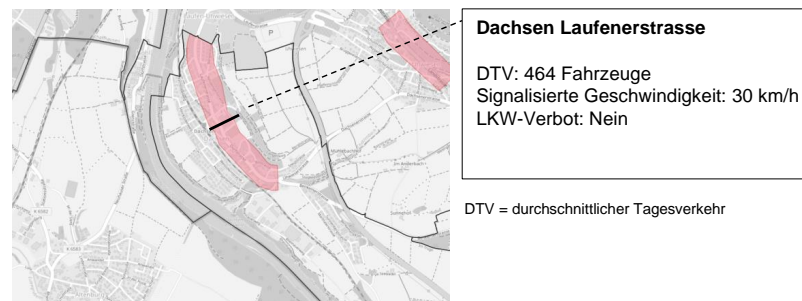 Dachsen Laufenerstrasse
DTV: 464 Fahrzeuge
Signalisierte Geschwindigkeit: 30 km/h
LKW-Verbot: Nein
DTV = durchschnittlicher Tagesverkehr
P